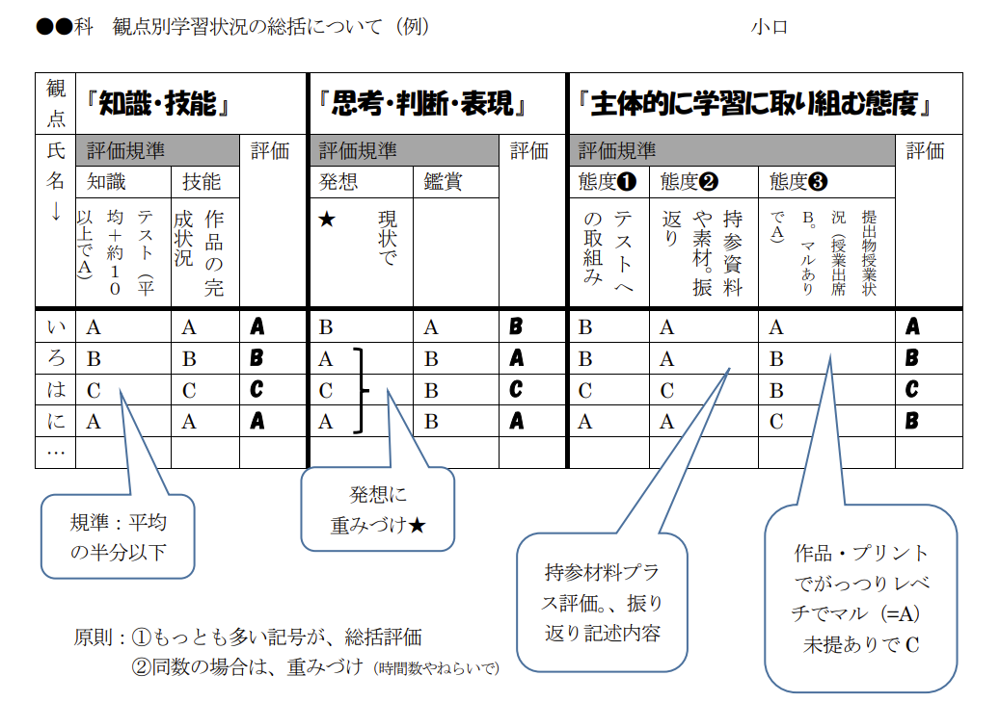 ●●科　観点別学習状況の総括について（例）　小口
観点　『知識・技能』　『思考・判断・表現』　『主体的に学習に取り組む態度』
氏名↓　評価規準　評価　評価規準　評価　評価規準　評価
知識　技能　発想　鑑賞　態度❶　態度❷　態度❸
テスト（平
均＋約１０
以上でＡ）
作品の完
成状況
現状で
★
テストへ
の取組み
持参資料
や素材。振
返り
提出物授業状
況（授業出席
Ｂ。マルあり
でＡ）
い　A　A　A　B　A　B　B　A　A　A
ろ　B　B　B　A　B　A　B　A　B　B
は　C　C　C　C　B　C　C　C　B　C
に　A　A　A　A　B　A　A　A　C　B
…
規準：平均
の半分以下
発想に
重みづけ★
持参材料プラ
ス評価。、振り
返り記述内容
作品・プリント
でがっつりレベ
チでマル（=A）
未提ありで C
原則：①もっとも多い記号が、総括評価
②同数の場合は、重みづけ（時間数やねらいで）